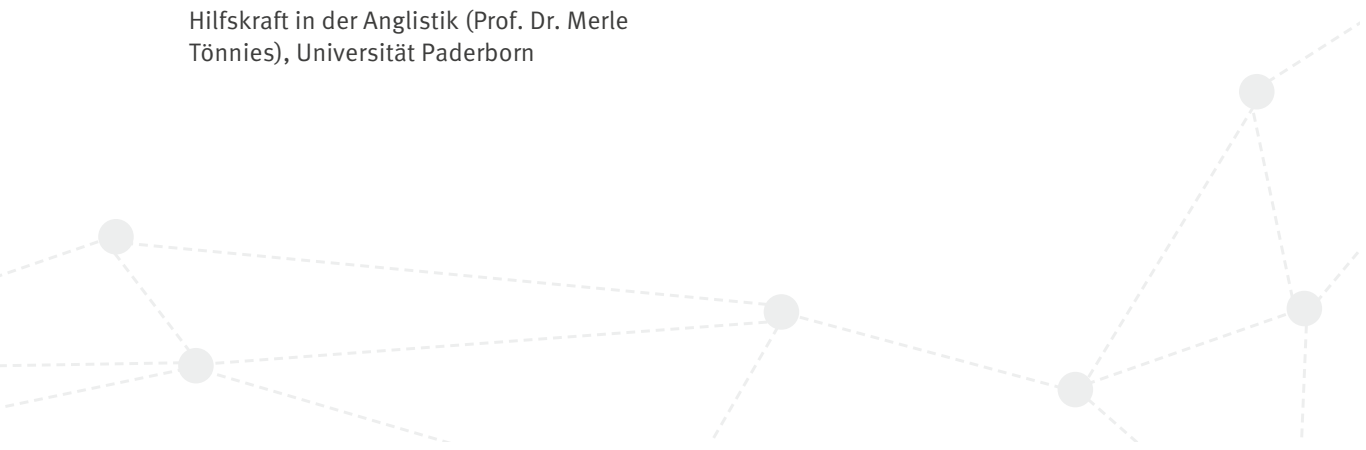 Hilfskraft in der Anglistik (Prof. Dr. Merle
Tönnies), Universität Paderborn